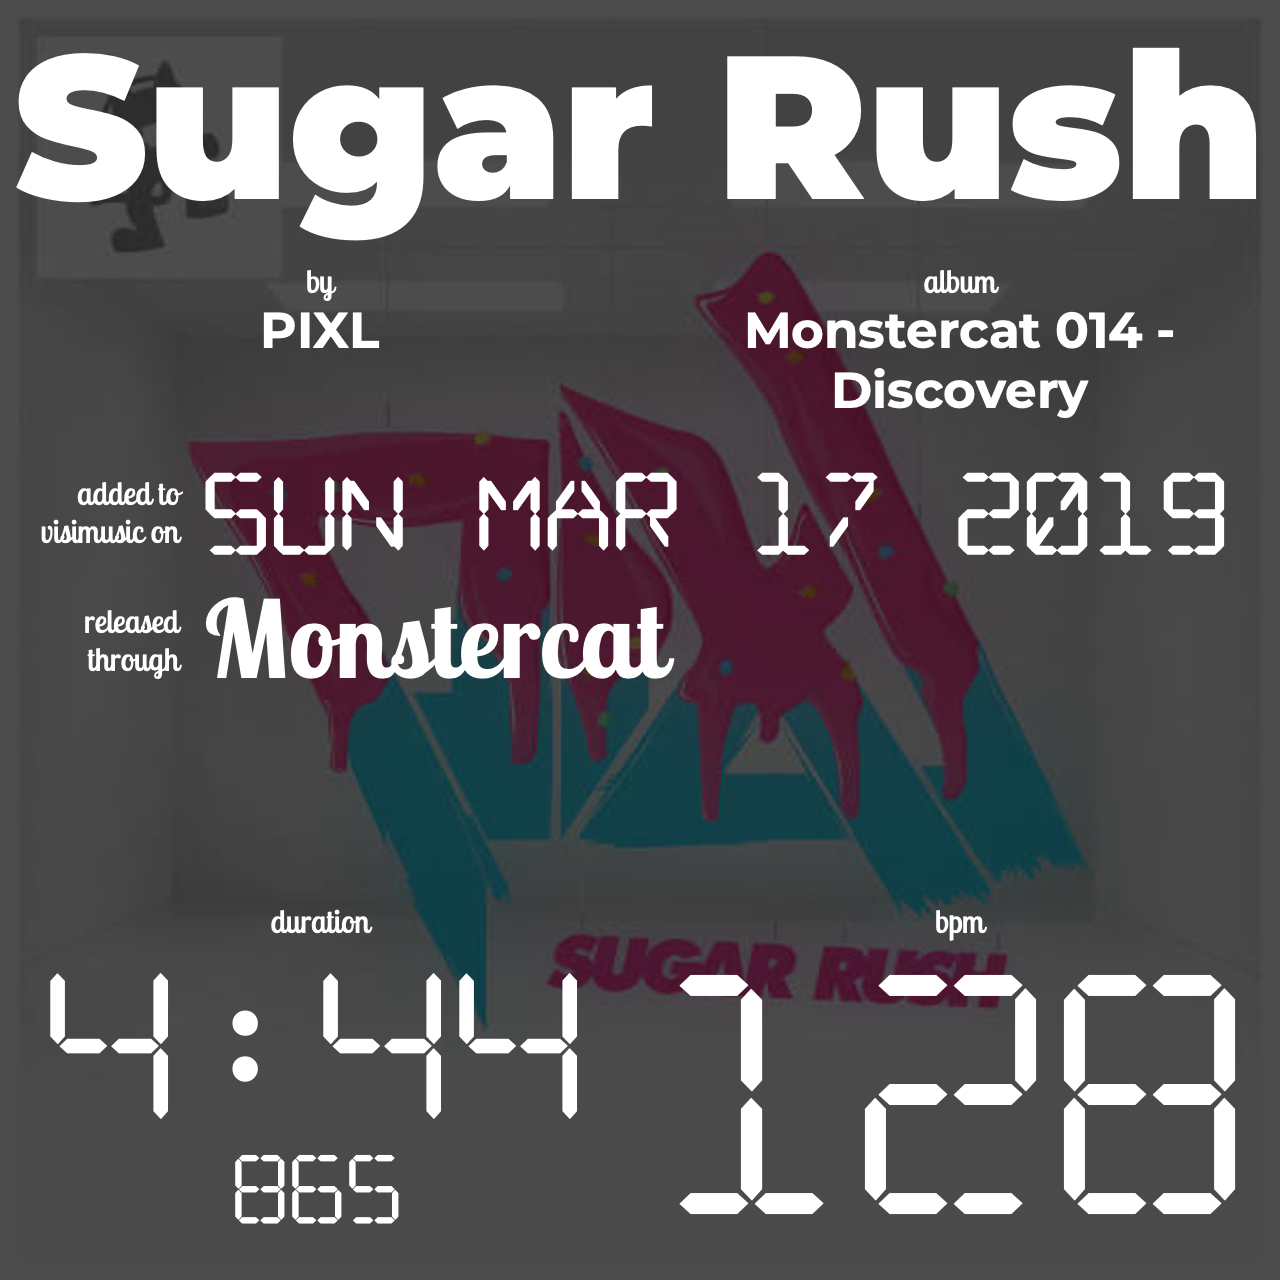 Sugar Rush
by
PIXL
album
Monstercat 014 -
Discovery
added to
visimusic on
SUN MAR 17 2019
released
through
Monstercat
duration
bpm
SUGAR RUSH
4:44
128
865